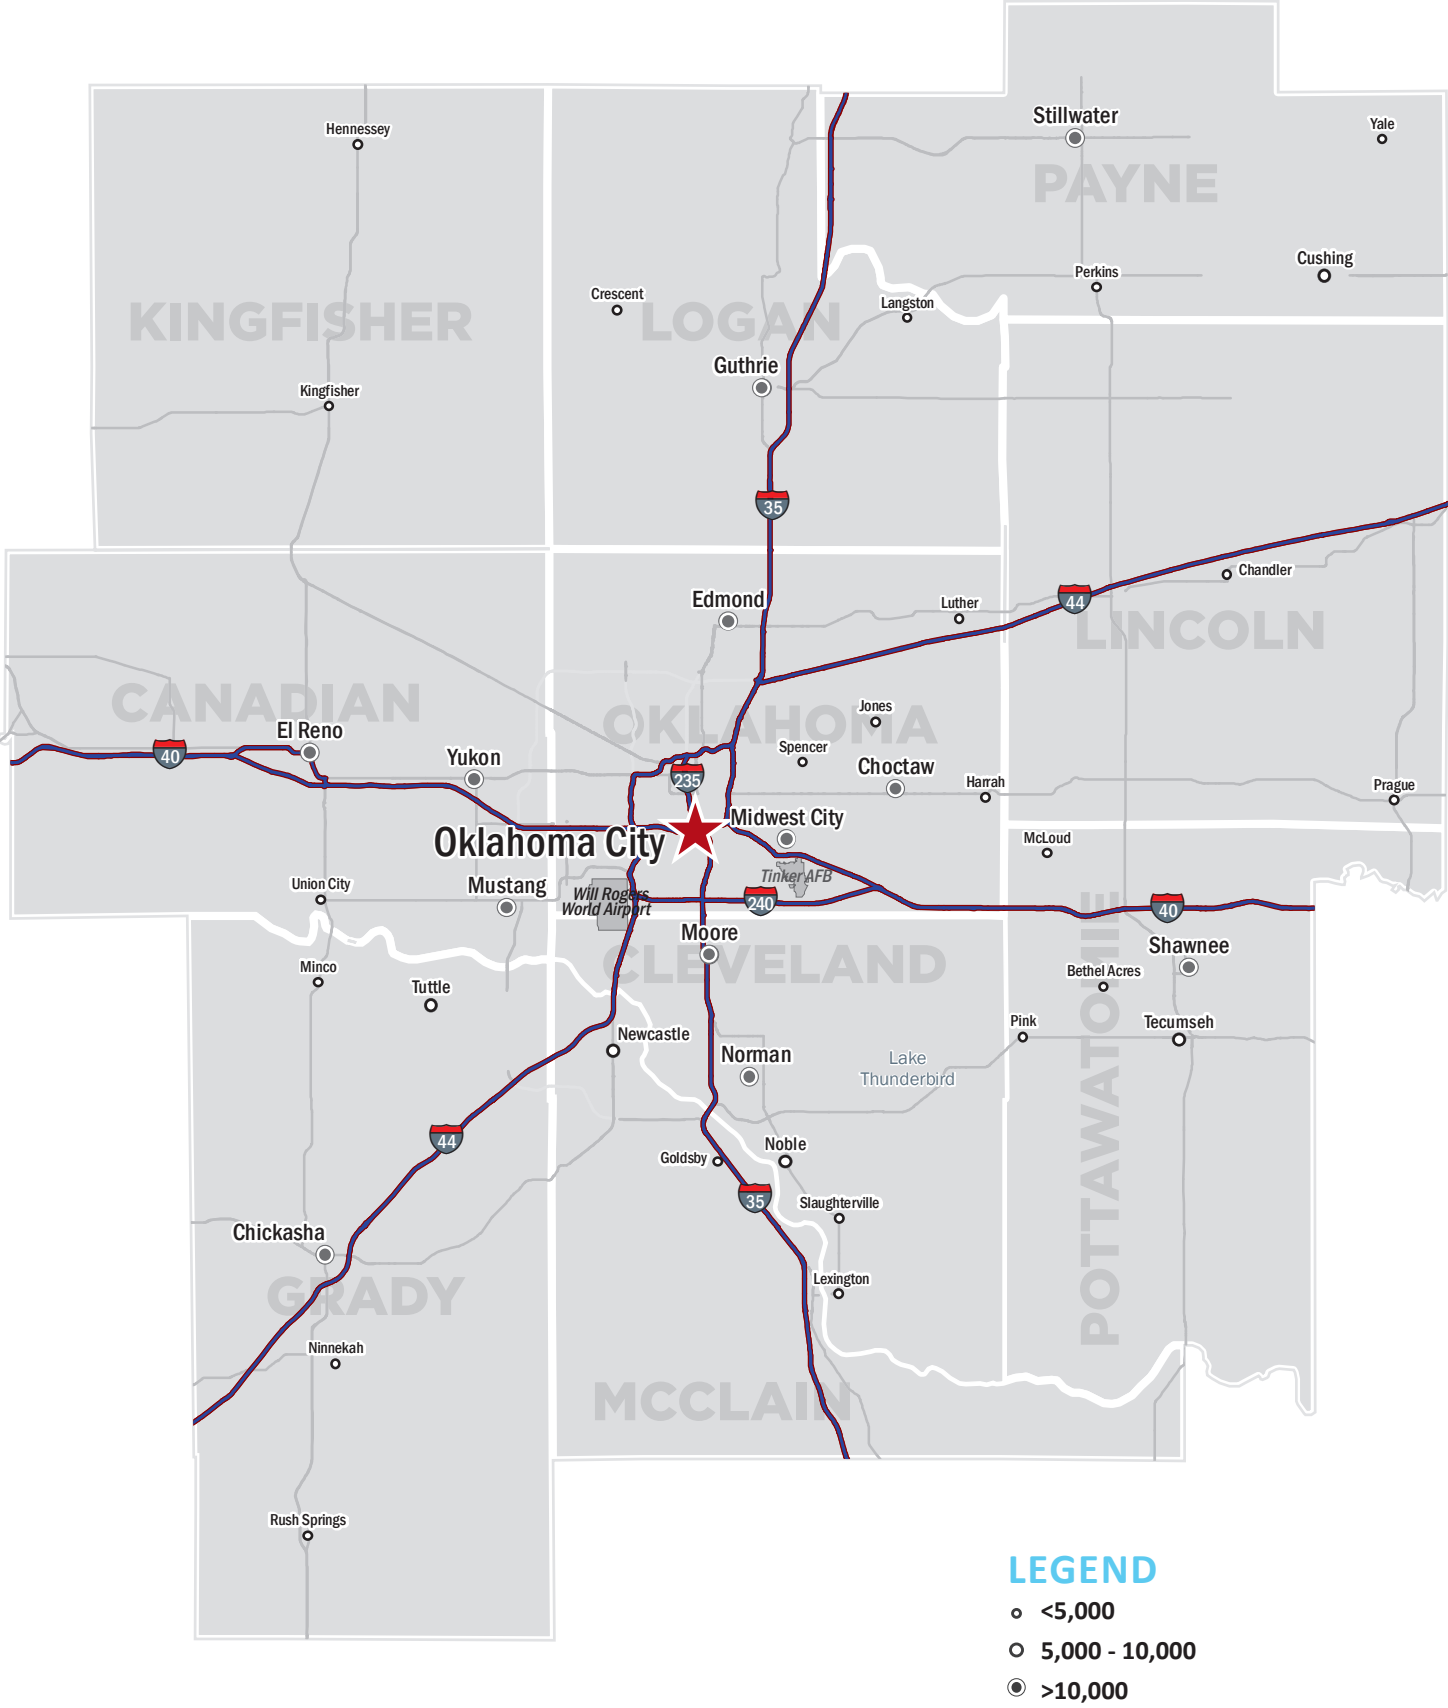 Stillwater
Yale
Hennessey
PAYNE
Cushing
Perkins
Crescent
Langston
KINGFISHER
LOGAN
Guthrie
Kingfisher
35
Chandler
Edmond
Luther
44
LINCOLN
CANADIAN
Jones
OKLAHOMA
El Reno
Spencer
40
Yukon
Choctaw
235
Harrah
Prague
Midwest City
Oklahoma City
McLoud
Tinker AFB
Union City
Mustang
Will Rogers
World Airport
240
40
Moore
Shawnee
CLEVELAND
Minco
Bethel Acres
Tuttle
Pink
Tecumseh
Newcastle
Norman
Lake
Thunderbird
POTTAWATOMIE
44
Noble
Goldsby
35
Slaughterville
Chickasha
Lexington
GRADY
Ninnekah
MCCLAIN
Rush Springs
LEGEND
<5,000
5,000 - 10,000
>10,000